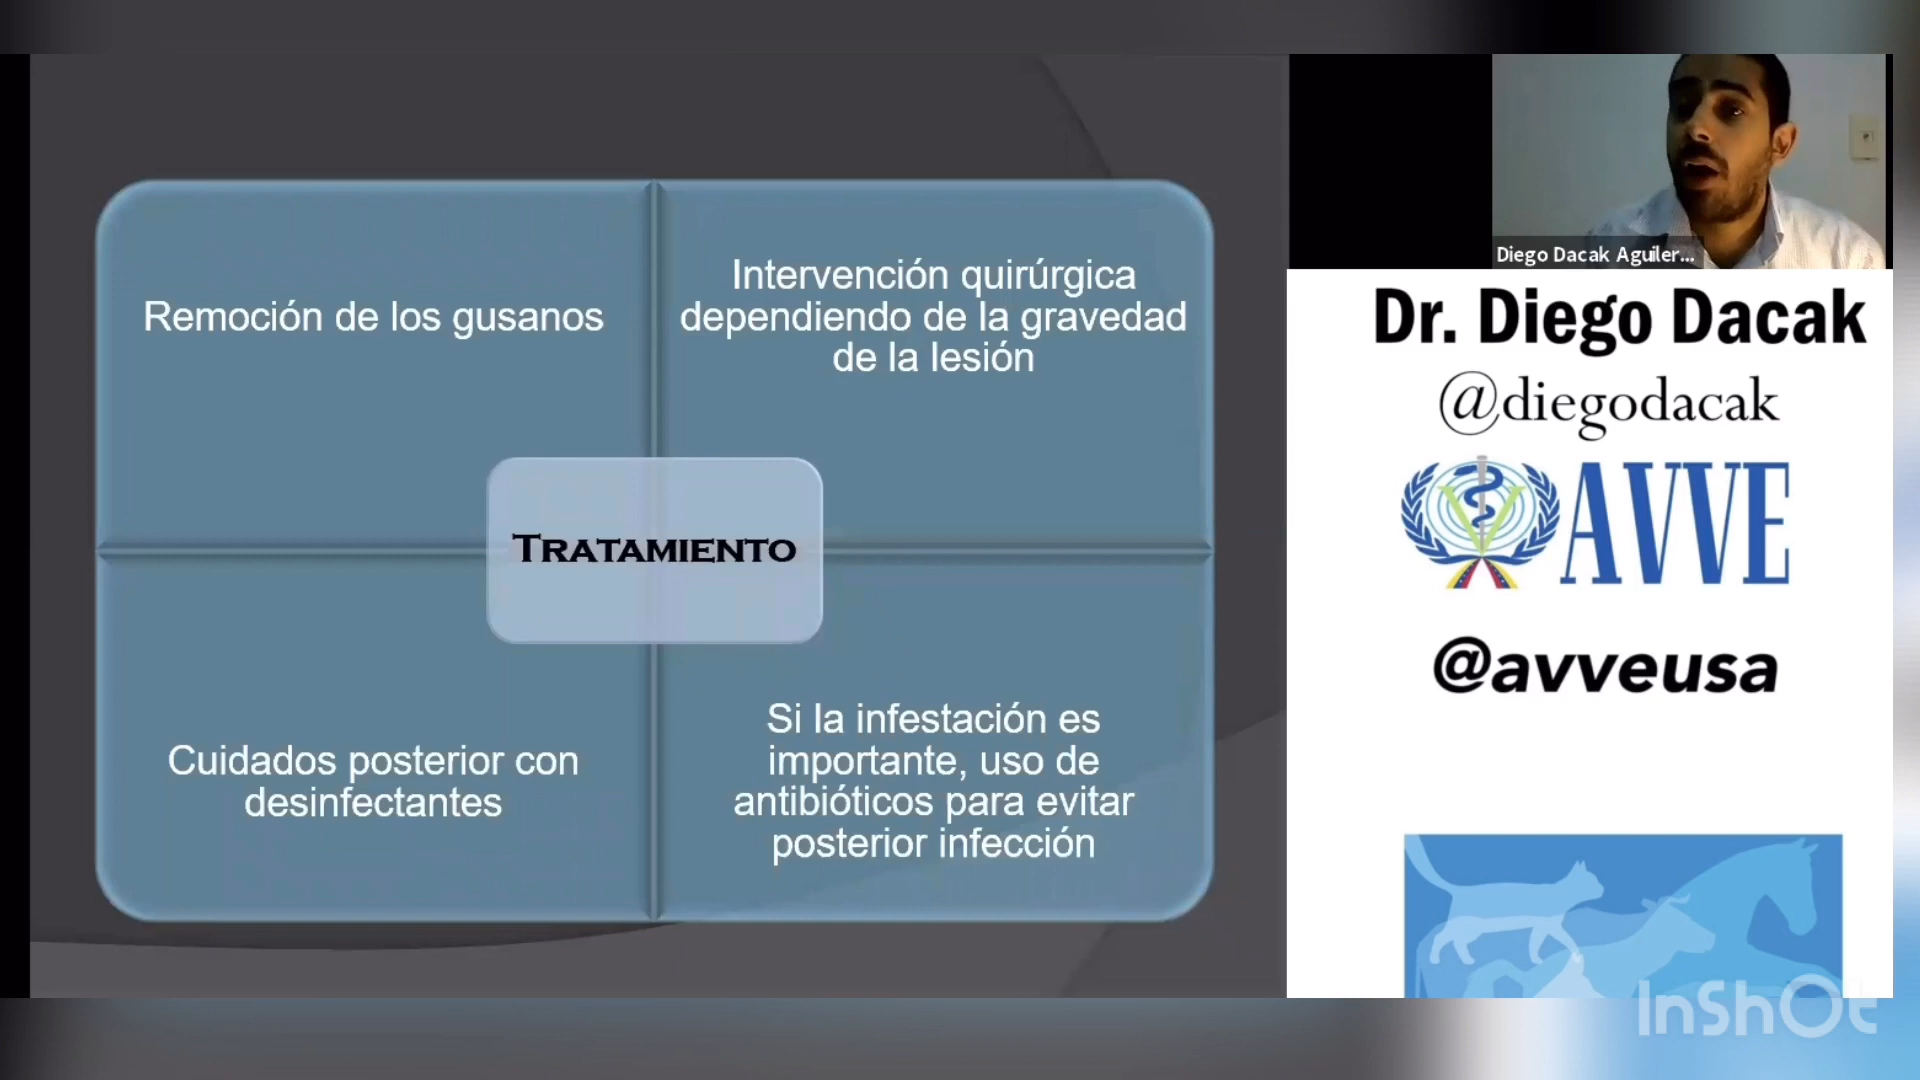 Remoción de los gusanos
Intervención quirúrgica
dependiendo de la gravedad
de la lesión
TRATAMIENTO
Cuidados posterior con
desinfectantes
Si la infestación es
importante, uso de
antibióticos para evitar
posterior infección
Diego Dacak Aguiler...
Dr. Diego Dacak
@diegodacak
AVVE
@avveusa
InShOt